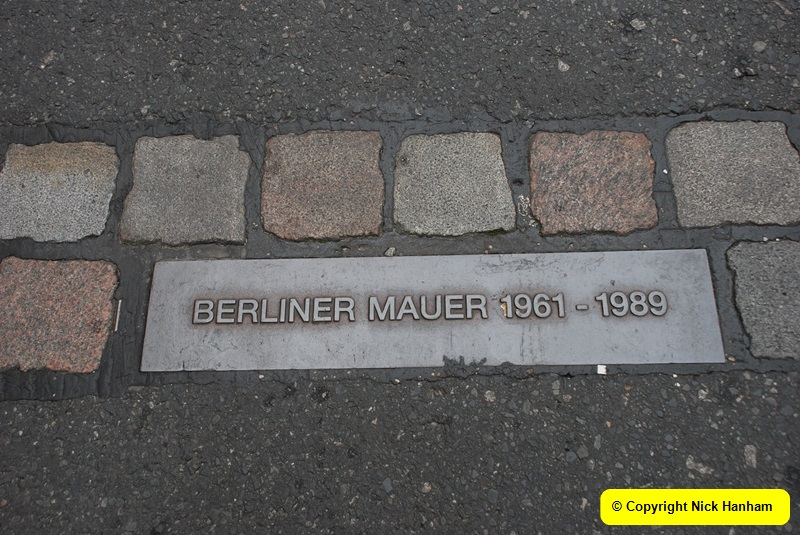 BERLINER MAUER 1961 - 1989
© Copyright Nick Hanham